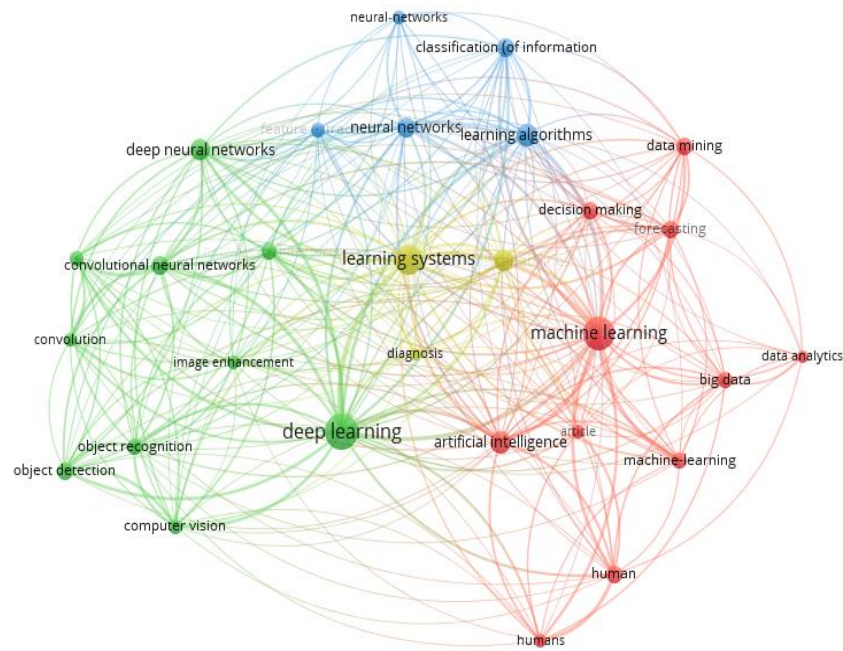 neural-networks
classification (of information
neural networks
learning algorithms
deep neural networks
data mining
decision making
forecasting
learning systems
convolutional neural networks
machine learning
convolution
diagnosis
data analytics
image enhancement
big data
deep learning
artificial intelligence
article
object recognition
machine-learning
object detection
computer vision
human
humans